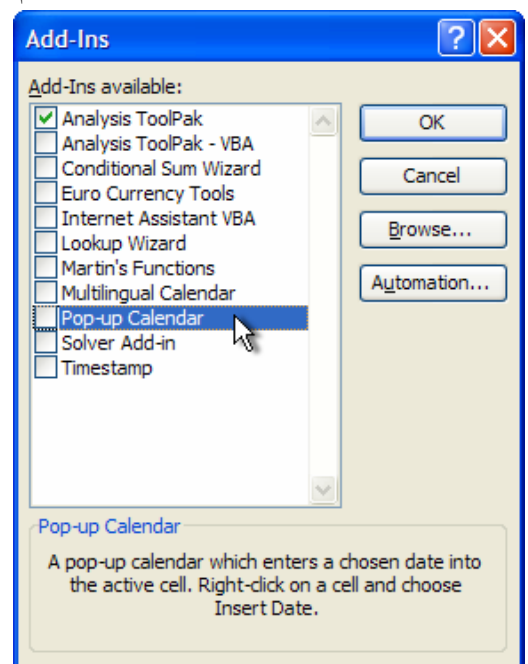 Add-Ins
Add-Ins available:
Analysis ToolPak
Analysis ToolPak - VBA
Conditional Sum Wizard
Euro Currency Tools
Internet Assistant VBA
Lookup Wizard
Martin's Functions
Multilingual Calendar
Pop-up Calendar
Solver Add-in
Timestamp
OK
Cancel
Browse...
Automation...
Pop-up Calendar
A pop-up calendar which enters a chosen date into
the active cell. Right-click on a cell and choose
Insert Date.